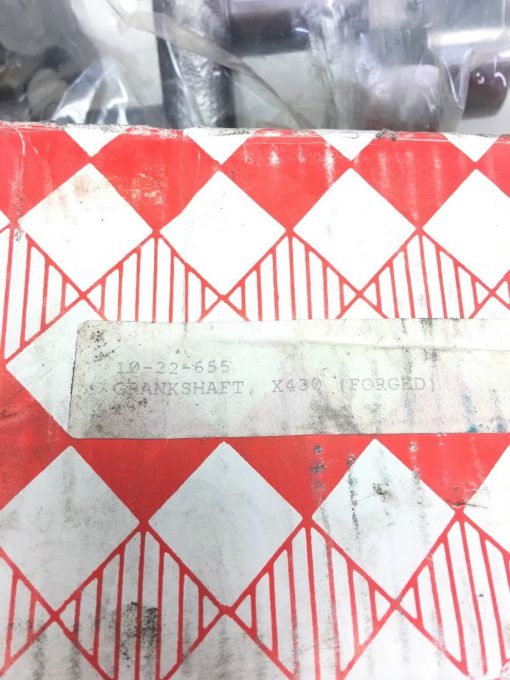 10-22-655
CRANKSHAFT, X430 (FORGED)